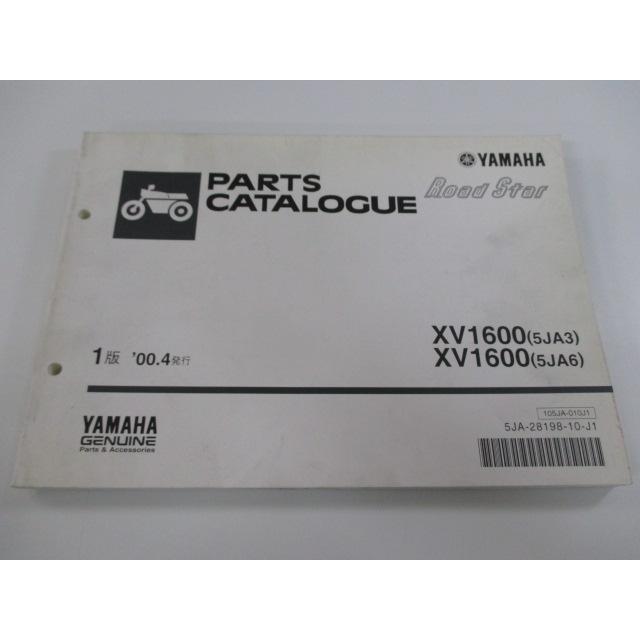 YAMAHA
PARTS
CATALOGUE
Road Star
XV1600(5JA3)
XV1600(5JA6)
1版 '00.4発行
YAMAHA
GENUINE
Parts & Accessories
105JA-010J1
5JA-28198-10-J1